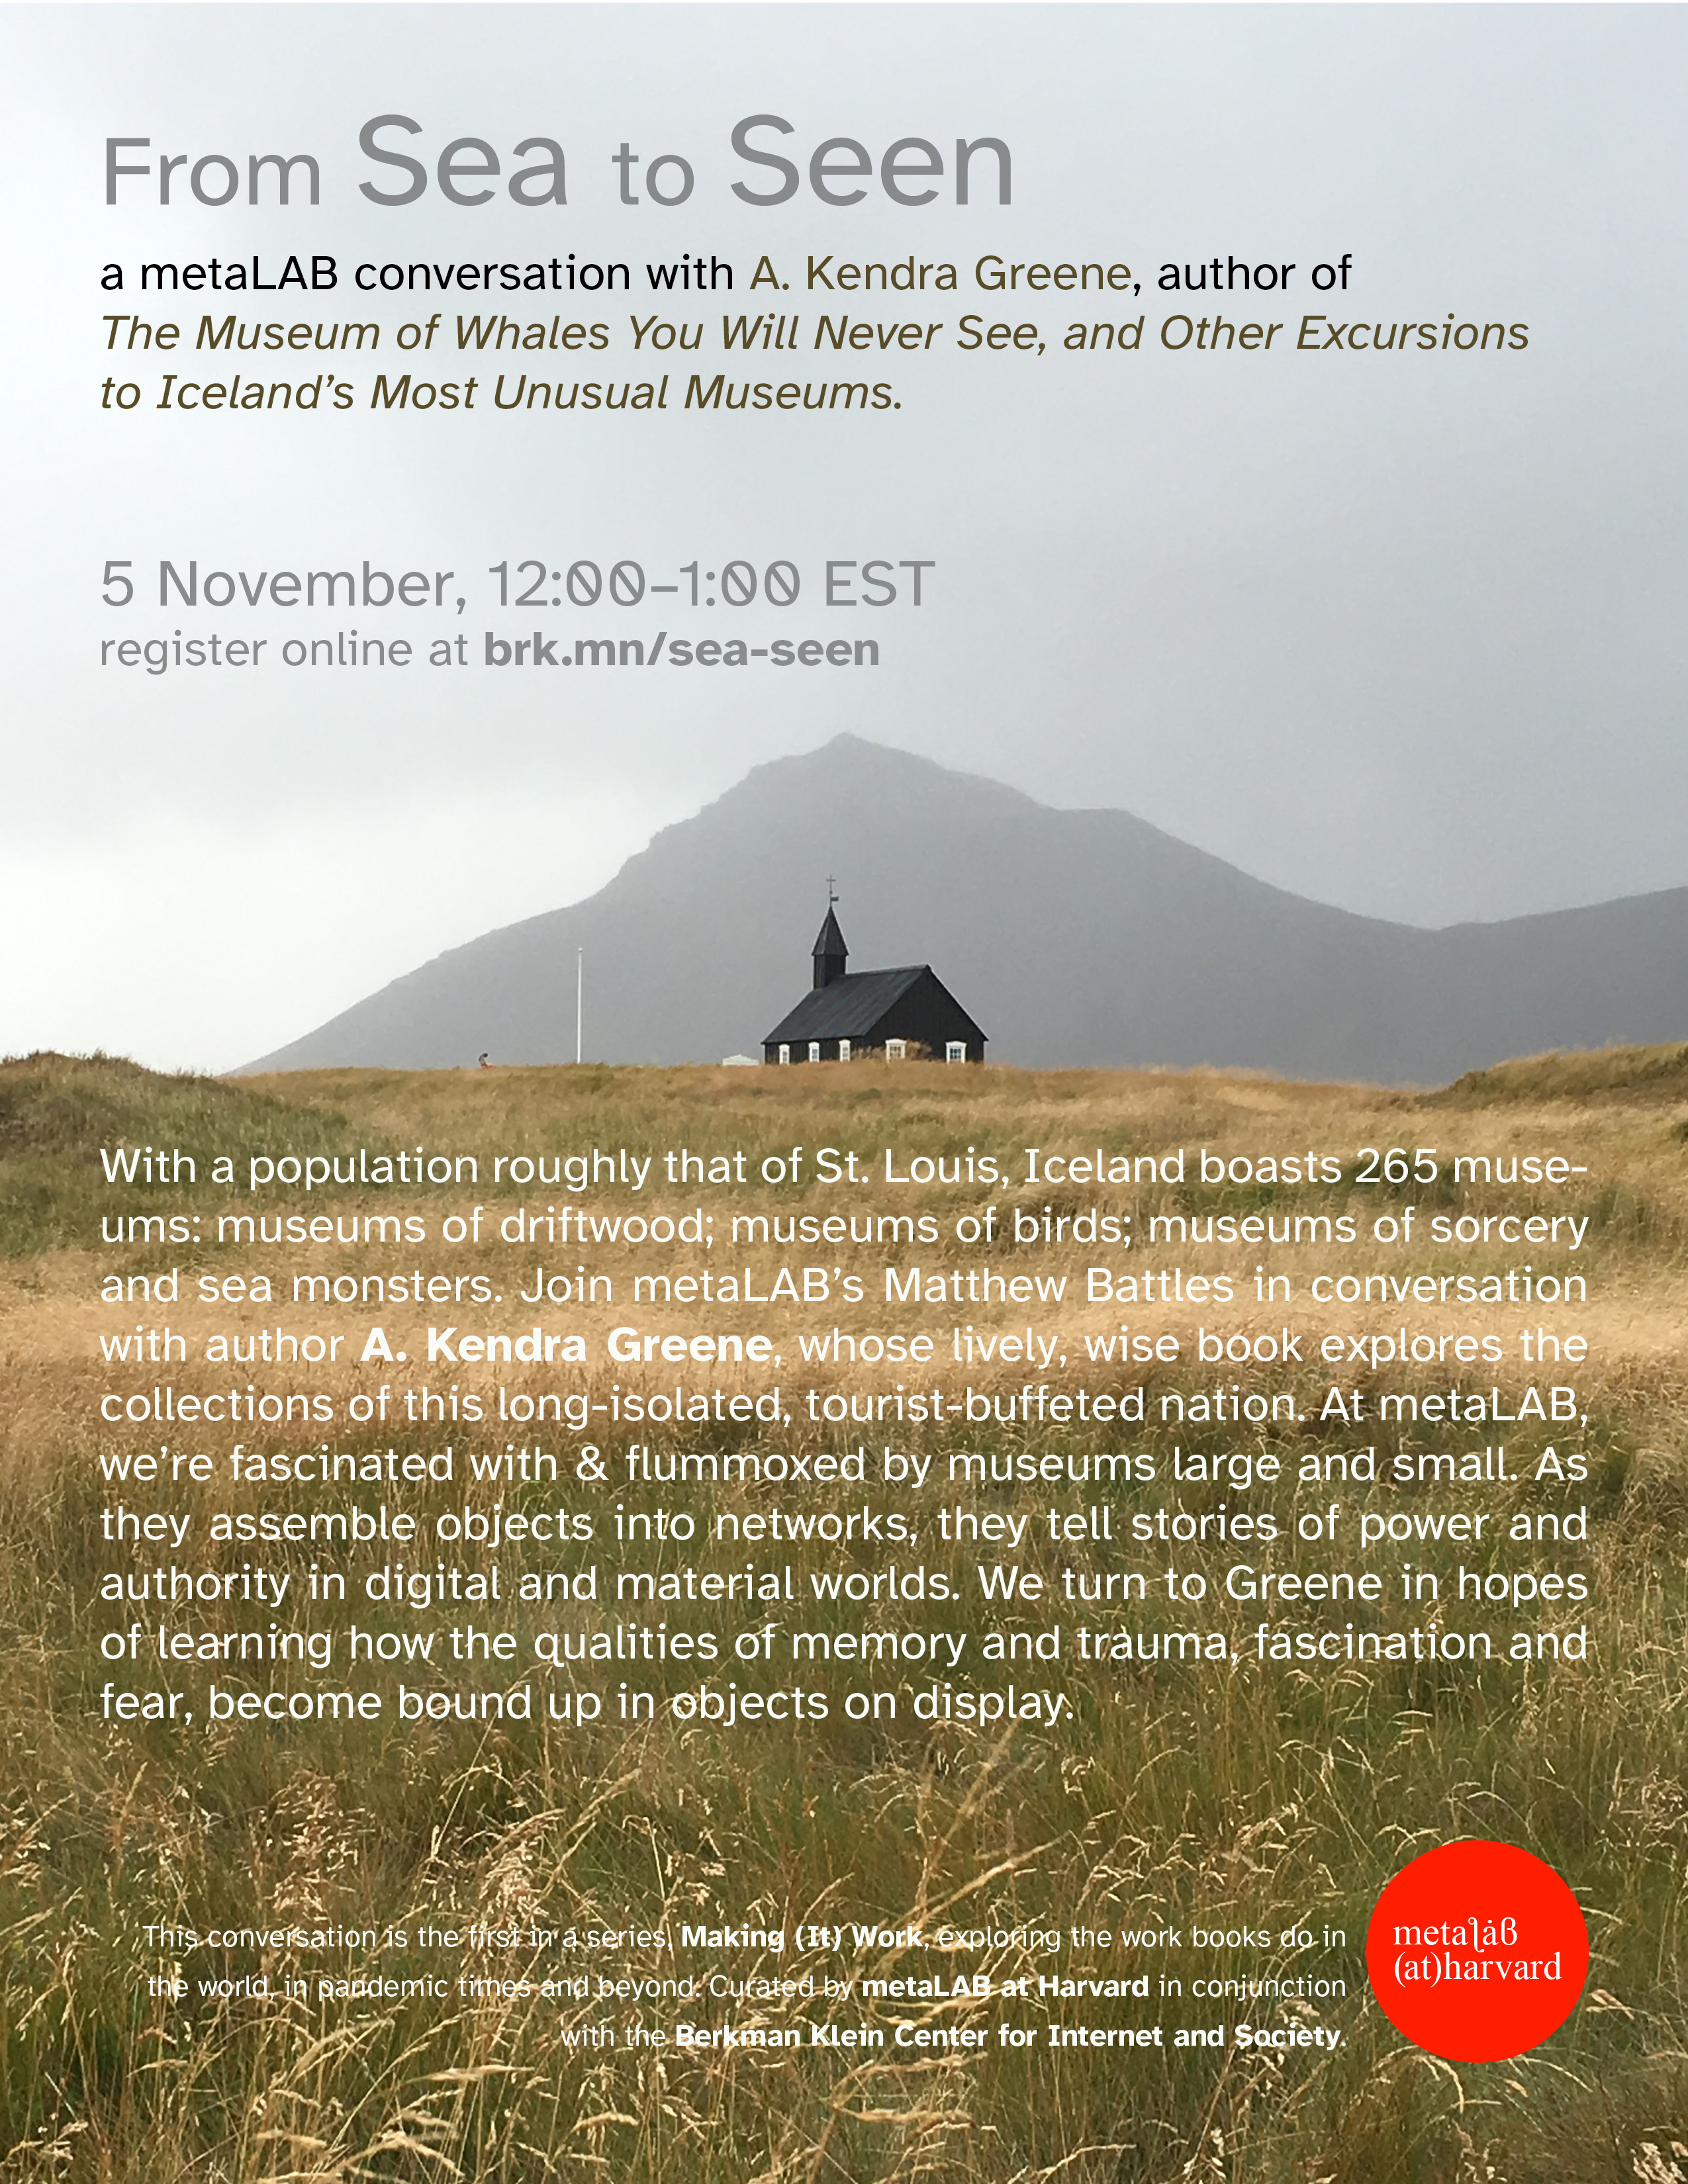 From Sea to Seen
a metaLAB conversation with A. Kendra Greene, author of
The Museum of Whales You Will Never See, and Other Excursions
to Iceland’s Most Unusual Museums.
5 November, 12:00–1:00 EST
register online at brk.mn/sea-seen
With a population roughly that of St. Louis, Iceland boasts 265 muse-
ums: museums of driftwood; museums of birds; museums of sorcery
and sea monsters. Join metaLAB’s Matthew Battles in conversation
with author A. Kendra Greene, whose lively, wise book explores the
collections of this long-isolated, tourist-buffeted nation. At metaLAB,
we’re fascinated with & flummoxed by museums large and small. As
they assemble objects into networks, they tell stories of power and
authority in digital and material worlds. We turn to Greene in hopes
of learning how the qualities of memory and trauma, fascination and
fear, become bound up in objects on display.
This conversation is the first in a series, Making (It) Work, exploring the work books do in
the world, in pandemic times and beyond. Curated by metaLAB at Harvard in conjunction
with the Berkman Klein Center for Internet and Society.
metalab
(at)harvard